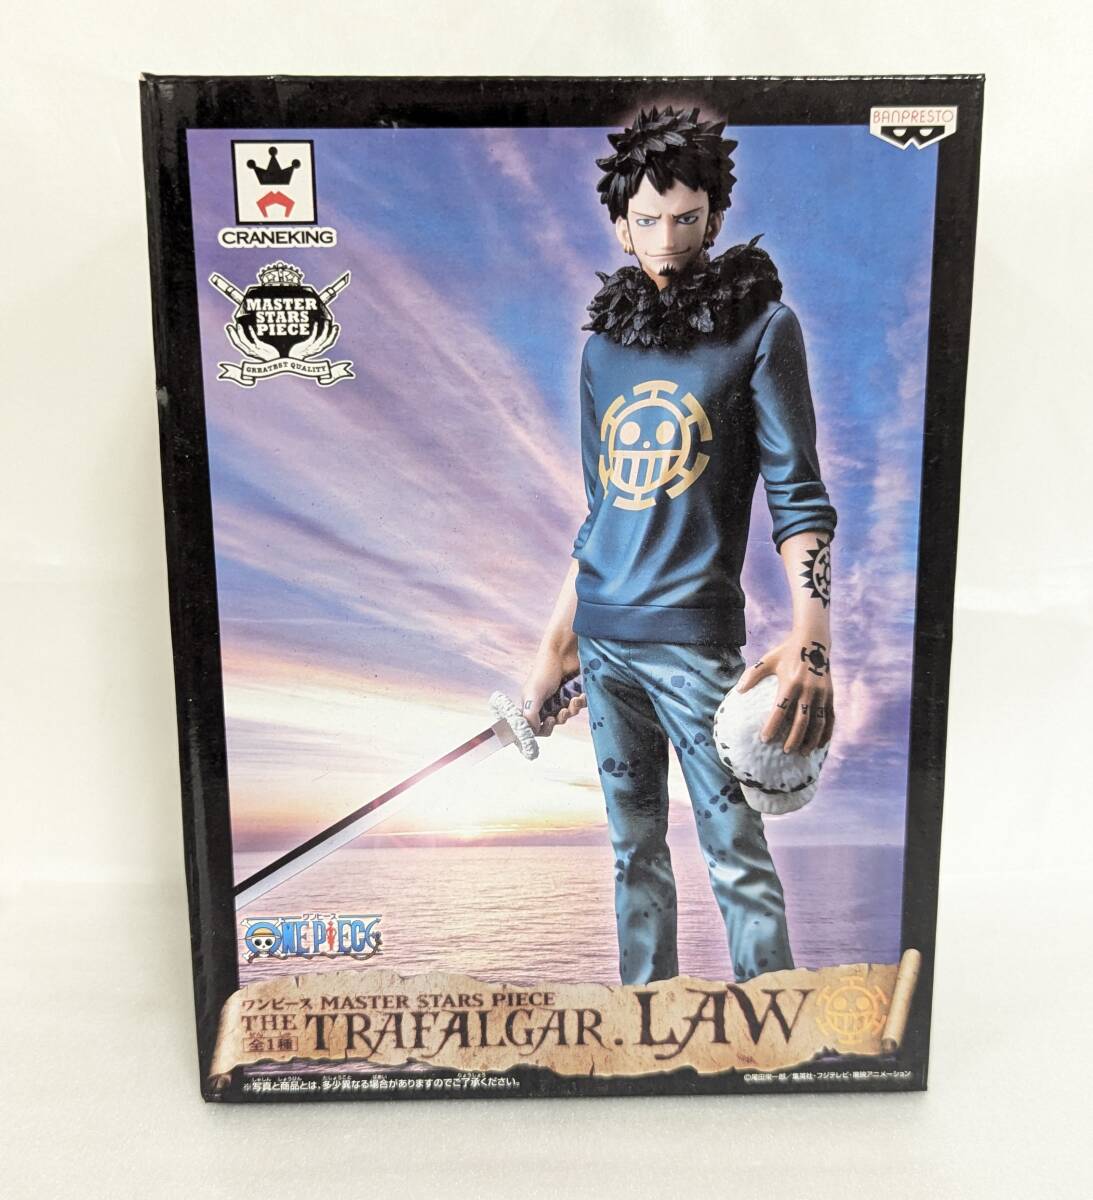 BANPRESTO
CRANEKING
MASTER
STARS
PIECE
GREATEST QUALITY
ワンピース
ONE PIECE
ワンピース MASTER STARS PIECE
THE TRAFALGAR. LAW
全1種
※写真と商品とは、多少異なる場合がありますのでご了承ください。
©尾田栄一郎／集英社・フジテレビ・東映アニメーション